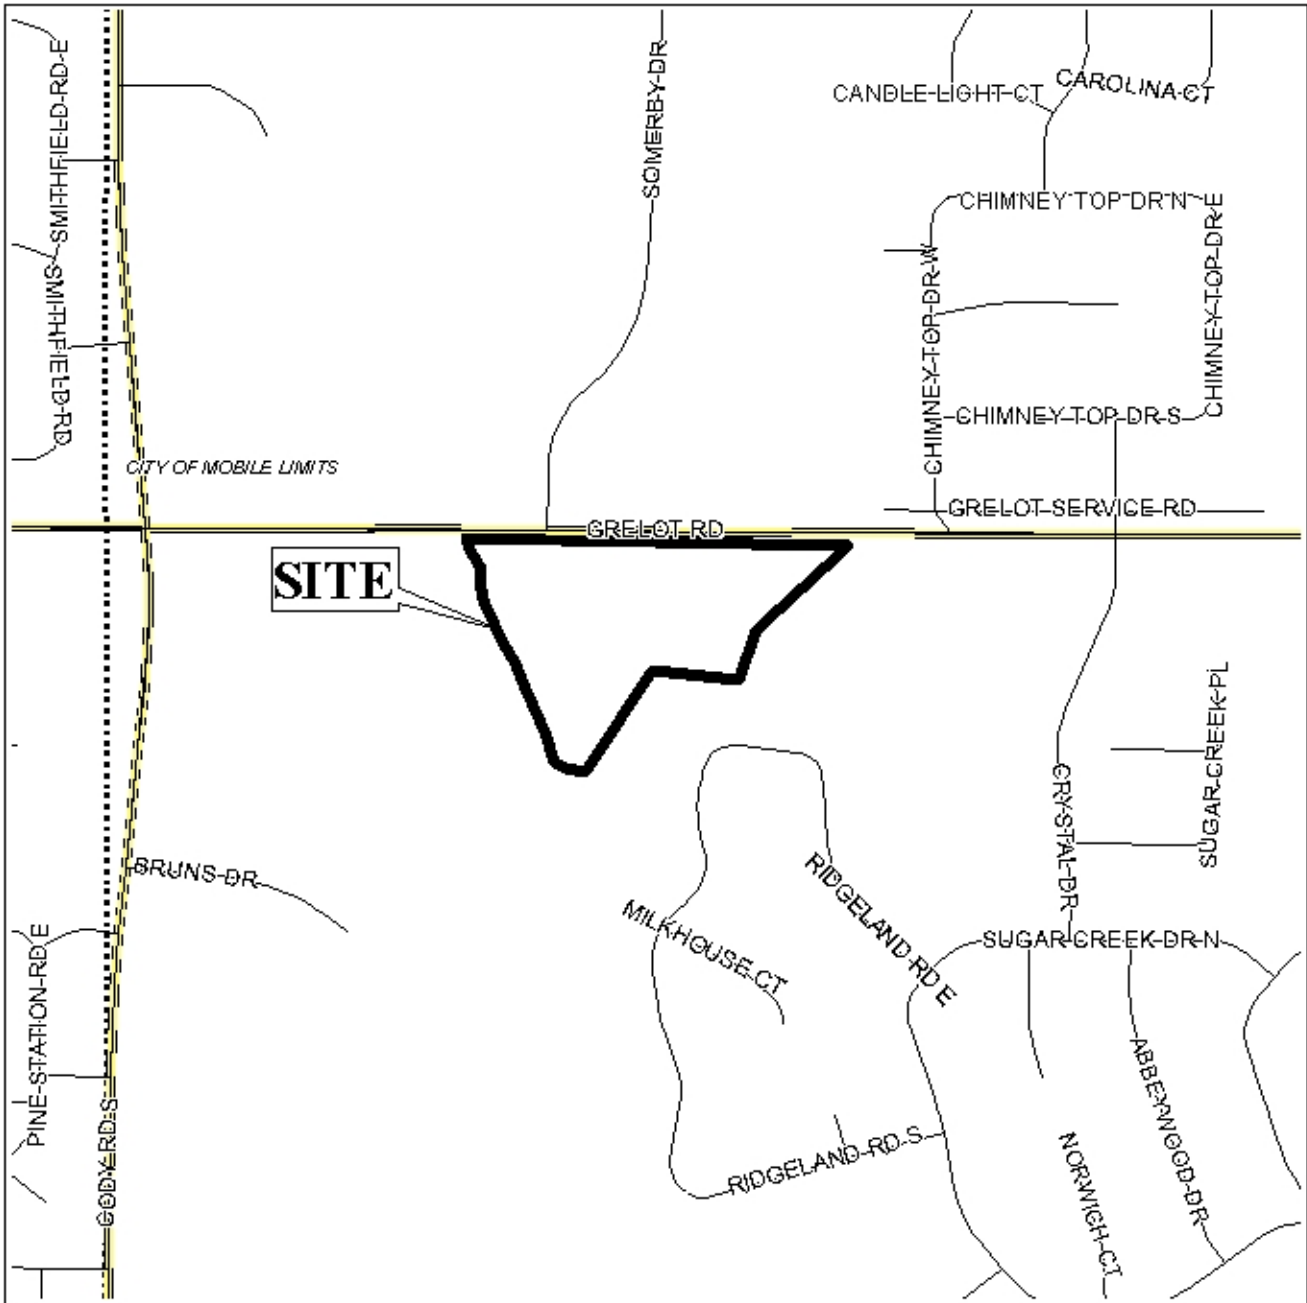 SMITHFIELD-RD-E
SOMERBY-DR
CANDLE-LIGHT-CT
CAROLINA-CT
CHIMNEY TOP-DR-N
CHIMNEY-TOP-DR-E
CHIMNEY-TOP-DR-W
SMITHFIELD-RD
CHIMNEY-TOP-DR-S
CITY OF MOBILE LIMITS
GRELOT-SERVICE-RD
GRELOT RD
SITE
SUGAR-CREEK-PL
CRYSTAL-DR
BRUNS-DR
RIDGELAND-RD E
MILKHOUSE-CT
SUGAR-CREEK-DR-N
PINE-STATION-RD E
ABBEYWOOD-DR
CODY-RD-S
NORWICH-CT
RIDGELAND-RD-S